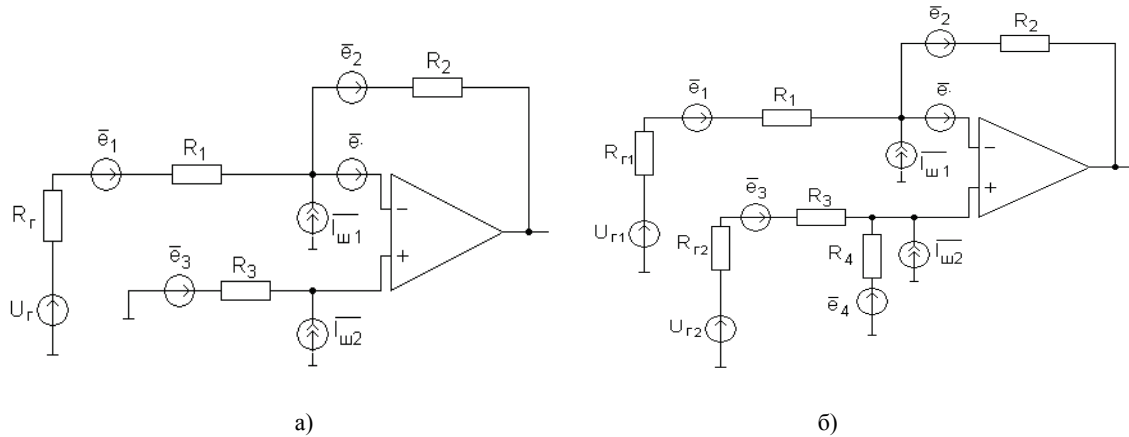 ē₂
R₂
ē₁
R₁
ē.
Rг
Iш1
−
+
ē₃
R₃
Uг
Iш2
ē₂
R₂
ē₁
R₁
ē.
Rг1
Iш1
−
+
ē₃
R₃
Uг1
Rг2
R₄
Iш2
ē₄
Uг2
а)
б)